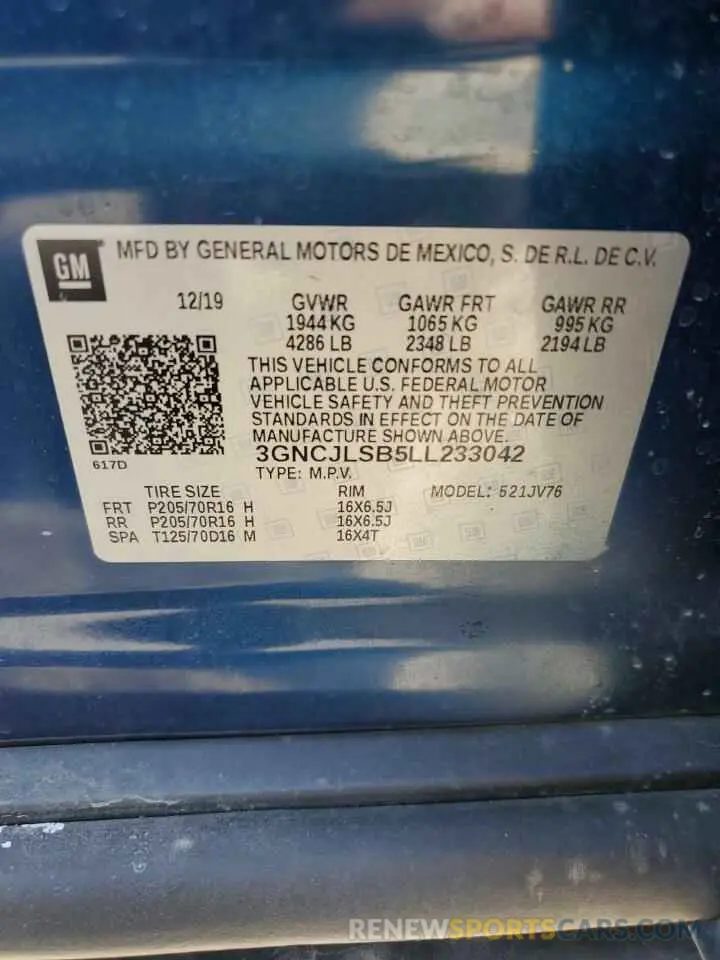 GM MFD BY GENERAL MOTORS DE MEXICO, S. DE R.L. DE C.V.
12/19 GVWR GAWR FRT GAWR RR
1944 KG 1065 KG 995 KG
4286 LB 2348 LB 2194 LB
THIS VEHICLE CONFORMS TO ALL
APPLICABLE U.S. FEDERAL MOTOR
VEHICLE SAFETY AND THEFT PREVENTION
STANDARDS IN EFFECT ON THE DATE OF
MANUFACTURE SHOWN ABOVE.
3GNCJLSB5LL233042
617D
TYPE: M.P.V.
TIRE SIZE RIM MODEL: 521JV76
FRT P205/70R16 H 16X6.5J
RR P205/70R16 H 16X6.5J
SPA T125/70D16 M 16X4T
RENEWSPORTSCARS.COM